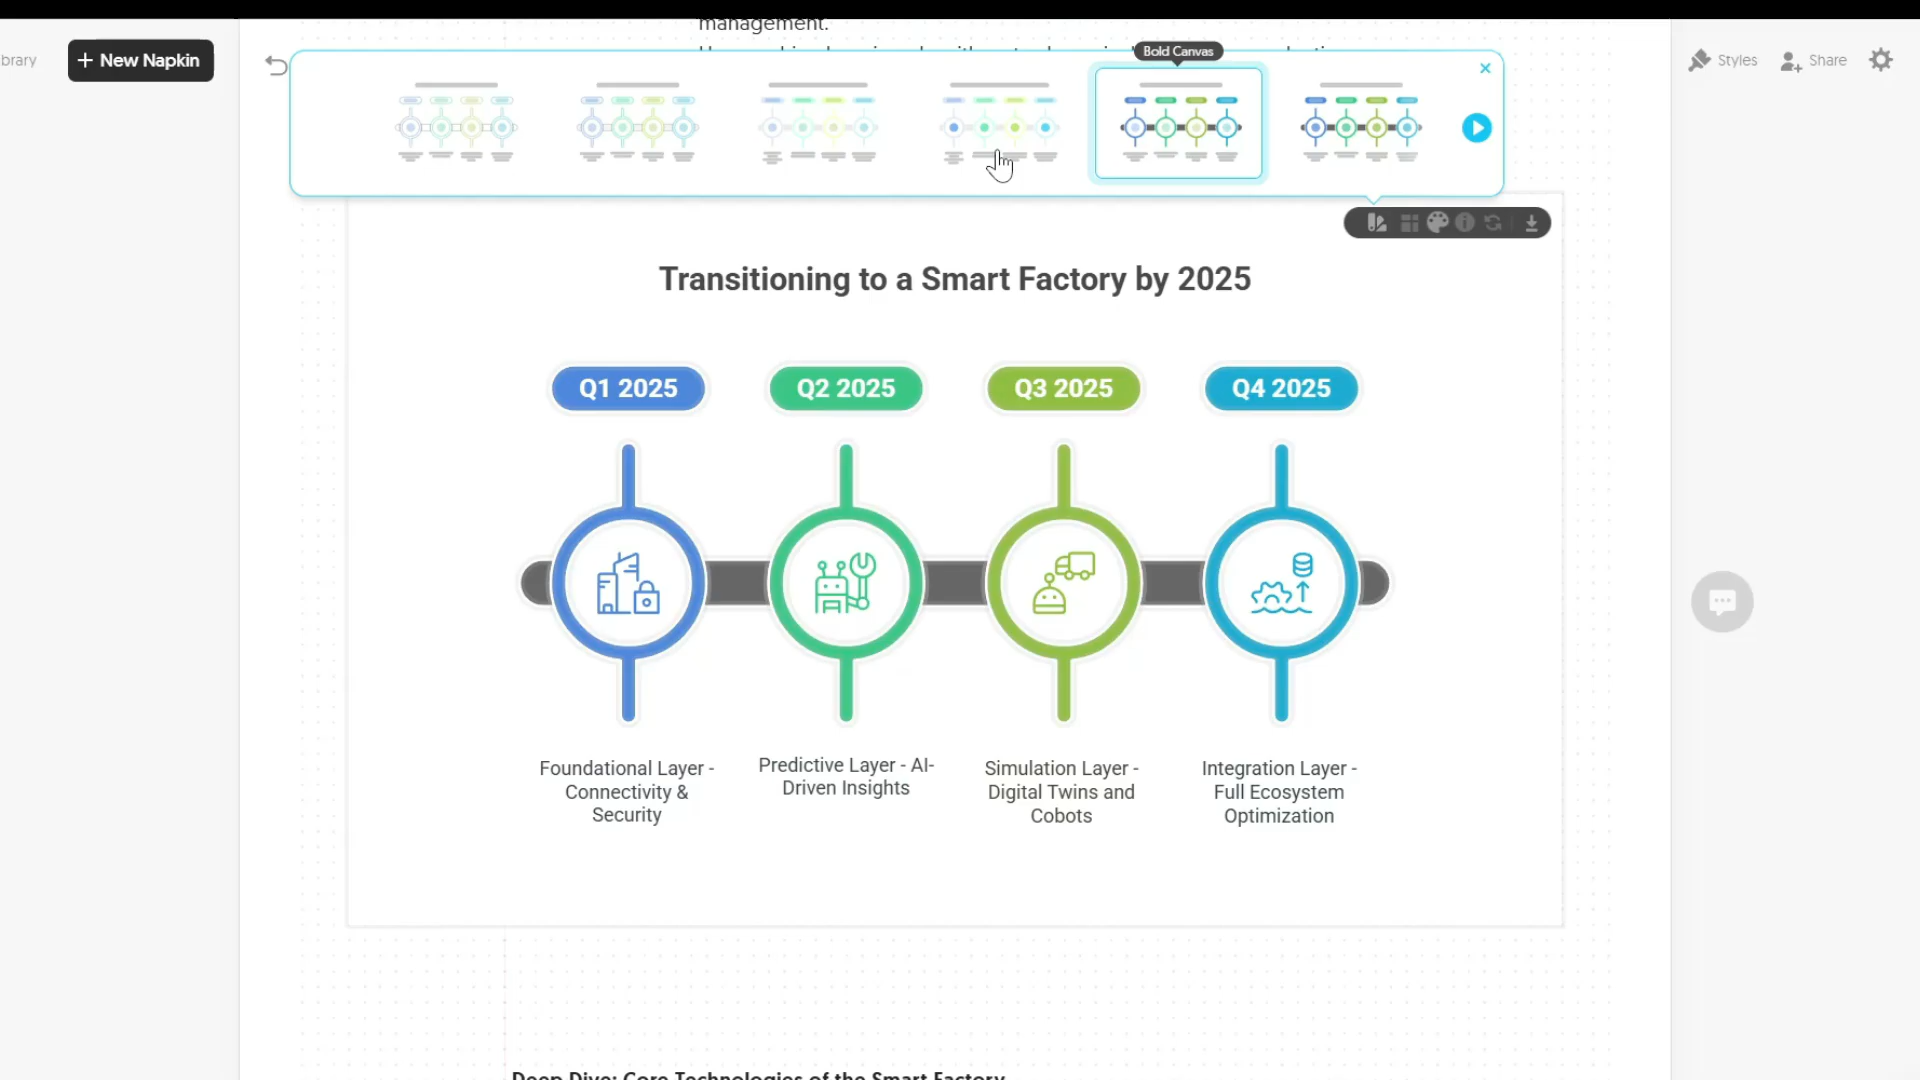 management.
brary
+ New Napkin
Bold Canvas
Styles
Share
Transitioning to a Smart Factory by 2025
Q1 2025
Q2 2025
Q3 2025
Q4 2025
Foundational Layer -
Connectivity &
Security
Predictive Layer - AI-
Driven Insights
Simulation Layer -
Digital Twins and
Cobots
Integration Layer -
Full Ecosystem
Optimization
Deep Dive: Core Technologies of the Smart Factory